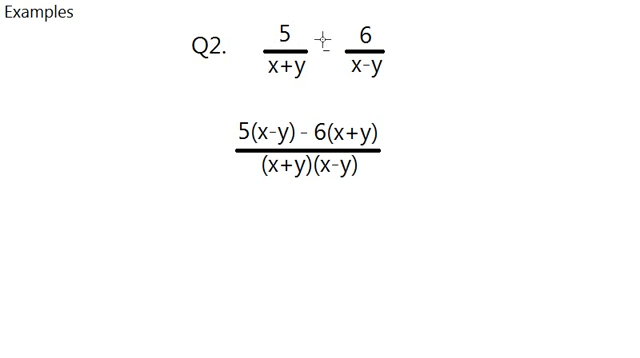 Examples
Q2. 5/x+y - 6/x-y
5(x-y) - 6(x+y)
(x+y)(x-y)